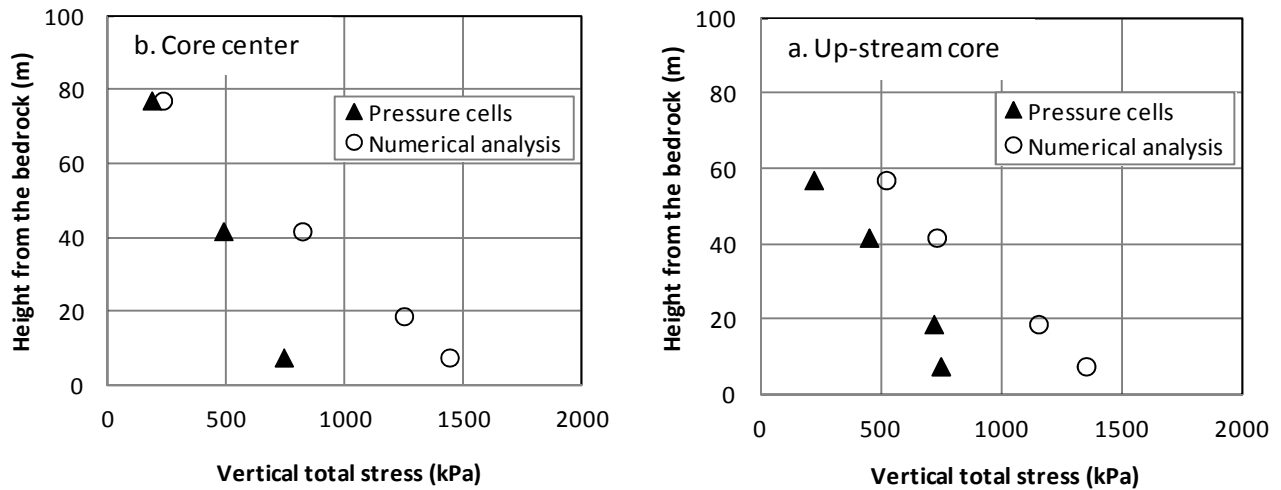 b. Core center
Pressure cells
Numerical analysis
Height from the bedrock (m)
100
80
60
40
20
0
0 500 1000 1500 2000
Vertical total stress (kPa)
a. Up-stream core
Pressure cells
Numerical analysis
Height from the bedrock (m)
100
80
60
40
20
0
0 500 1000 1500 2000
Vertical total stress (kPa)